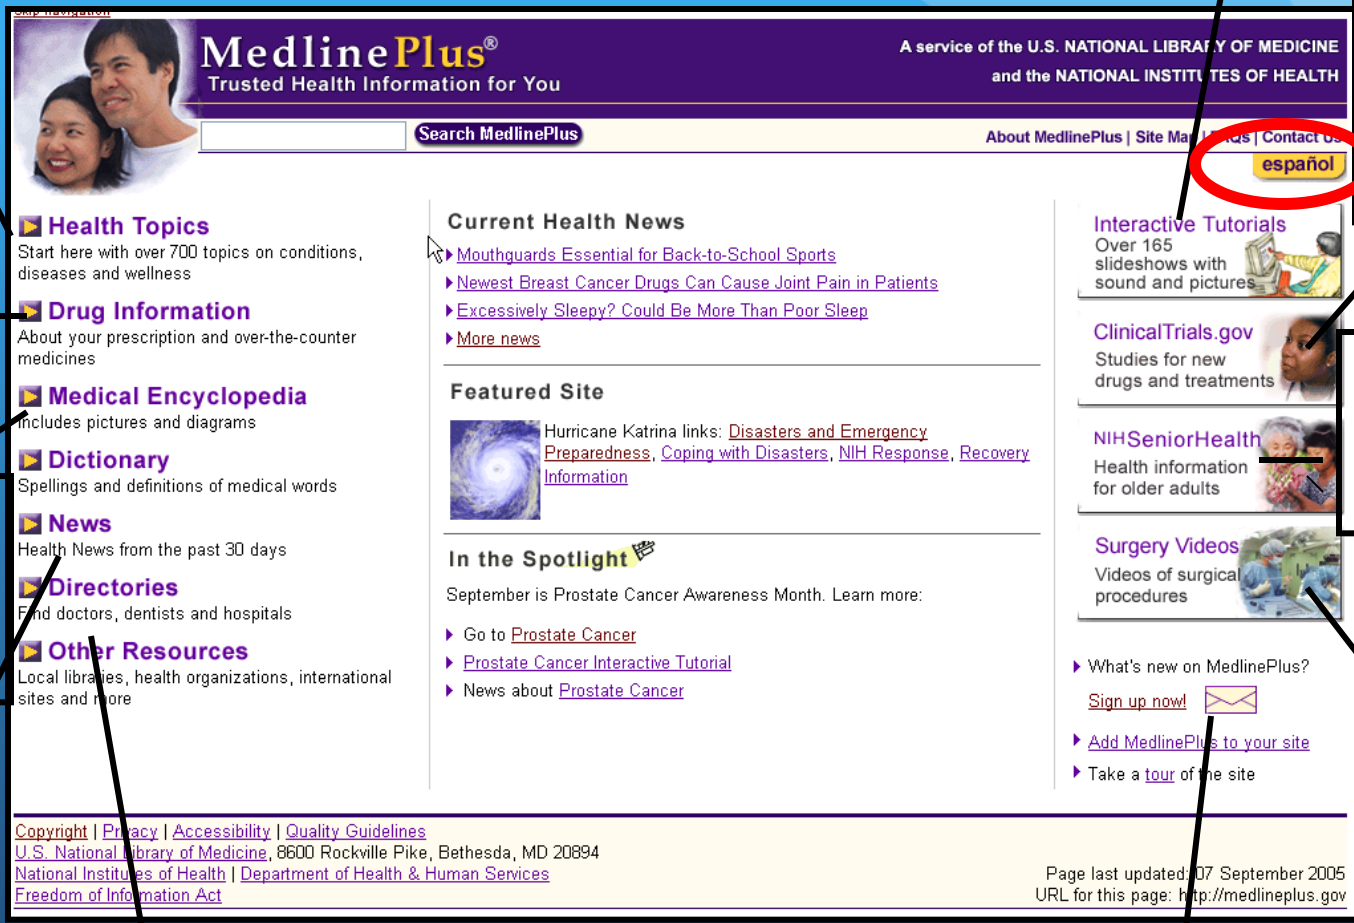 Skip navigation
MedlinePlus®
Trusted Health Information for You
A service of the U.S. NATIONAL LIBRARY OF MEDICINE
and the NATIONAL INSTITUTES OF HEALTH
Search MedlinePlus
About MedlinePlus | Site Map | FAQs | Contact Us
español
Health Topics
Start here with over 700 topics on conditions,
diseases and wellness
Drug Information
About your prescription and over-the-counter
medicines
Medical Encyclopedia
Includes pictures and diagrams
Dictionary
Spellings and definitions of medical words
News
Health News from the past 30 days
Directories
Find doctors, dentists and hospitals
Other Resources
Local libraries, health organizations, international
sites and more
Current Health News
Mouthguards Essential for Back-to-School Sports
Newest Breast Cancer Drugs Can Cause Joint Pain in Patients
Excessively Sleepy? Could Be More Than Poor Sleep
More news
Featured Site
Hurricane Katrina links: Disasters and Emergency
Preparedness, Coping with Disasters, NIH Response, Recovery
Information
In the Spotlight
September is Prostate Cancer Awareness Month. Learn more:
Go to Prostate Cancer
Prostate Cancer Interactive Tutorial
News about Prostate Cancer
Interactive Tutorials
Over 165
slideshows with
sound and pictures
ClinicalTrials.gov
Studies for new
drugs and treatments
NIHSeniorHealth
Health information
for older adults
Surgery Videos
Videos of surgical
procedures
What's new on MedlinePlus?
Sign up now!
Add MedlinePlus to your site
Take a tour of the site
Copyright | Privacy | Accessibility | Quality Guidelines
U.S. National Library of Medicine, 8600 Rockville Pike, Bethesda, MD 20894
National Institutes of Health | Department of Health & Human Services
Freedom of Information Act
Page last updated: 07 September 2005
URL for this page: http://medlineplus.gov